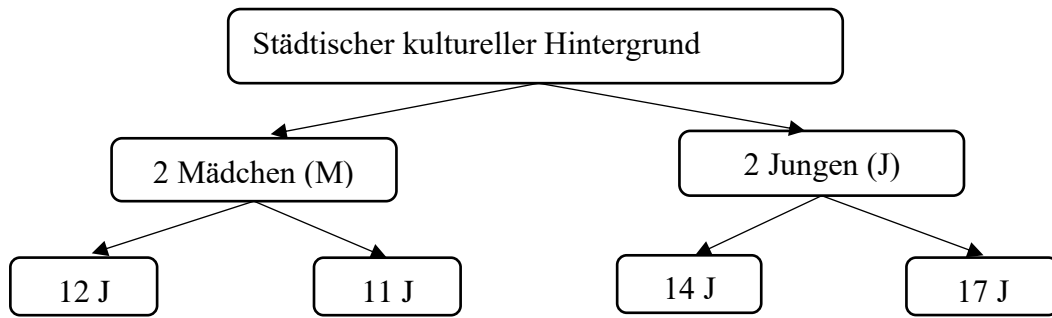 Städtischer kultureller Hintergrund
2 Mädchen (M)
2 Jungen (J)
12 J
11 J
14 J
17 J